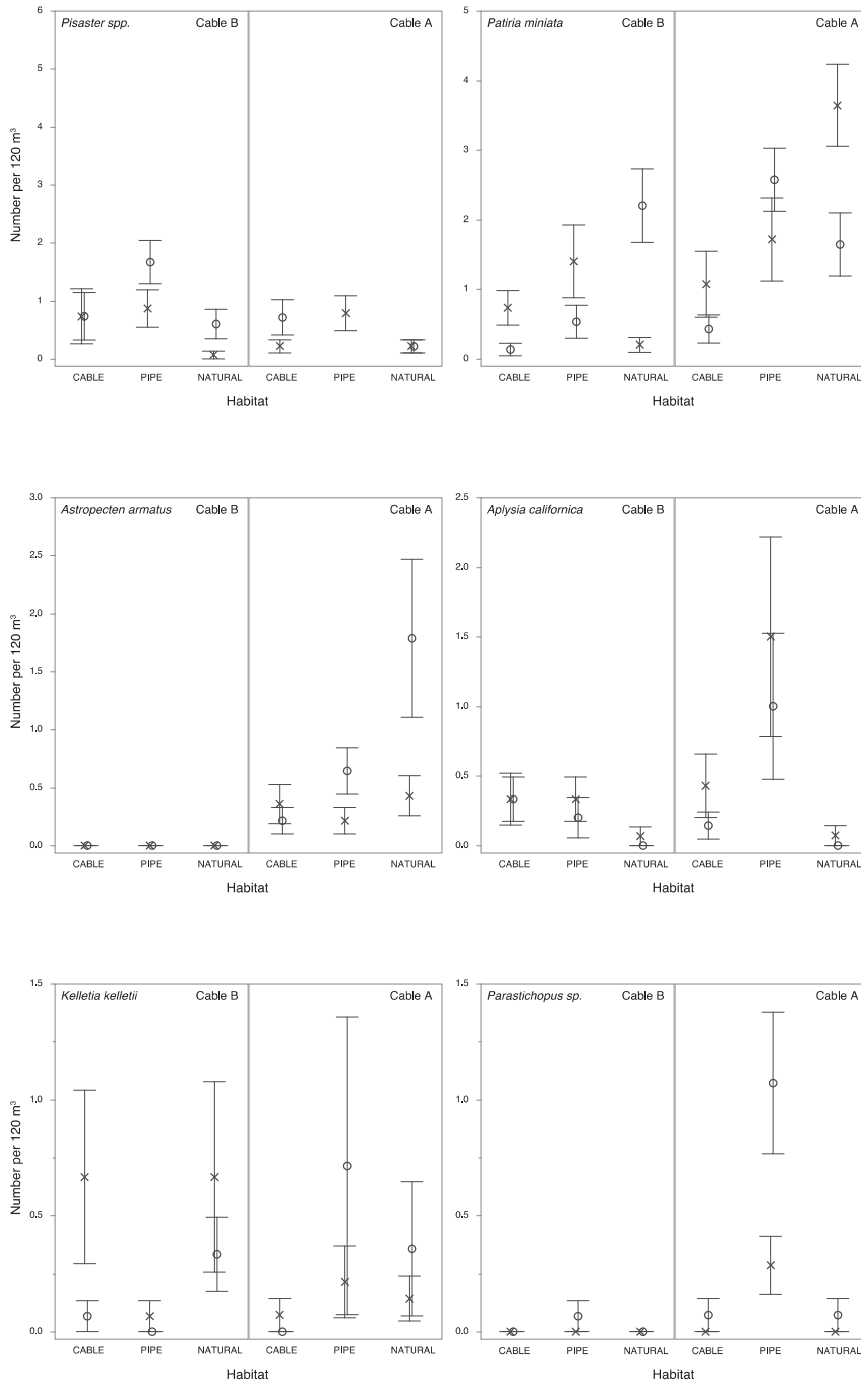 Pisaster spp. Cable B Cable A
6
5
4
3
2
1
0
Number per 120 m³
CABLE PIPE NATURAL CABLE PIPE NATURAL
Habitat
Patiria miniata Cable B Cable A
5
4
3
2
1
0
CABLE PIPE NATURAL CABLE PIPE NATURAL
Habitat
Astropecten armatus Cable B Cable A
3.0
2.5
2.0
1.5
1.0
0.5
0.0
Number per 120 m³
CABLE PIPE NATURAL CABLE PIPE NATURAL
Habitat
Aplysia californica Cable B Cable A
2.5
2.0
1.5
1.0
0.5
0.0
CABLE PIPE NATURAL CABLE PIPE NATURAL
Habitat
Kelletia kelletii Cable B Cable A
1.5
1.0
0.5
0.0
Number per 120 m³
CABLE PIPE NATURAL CABLE PIPE NATURAL
Habitat
Parastichopus sp. Cable B Cable A
1.5
1.0
0.5
0.0
CABLE PIPE NATURAL CABLE PIPE NATURAL
Habitat